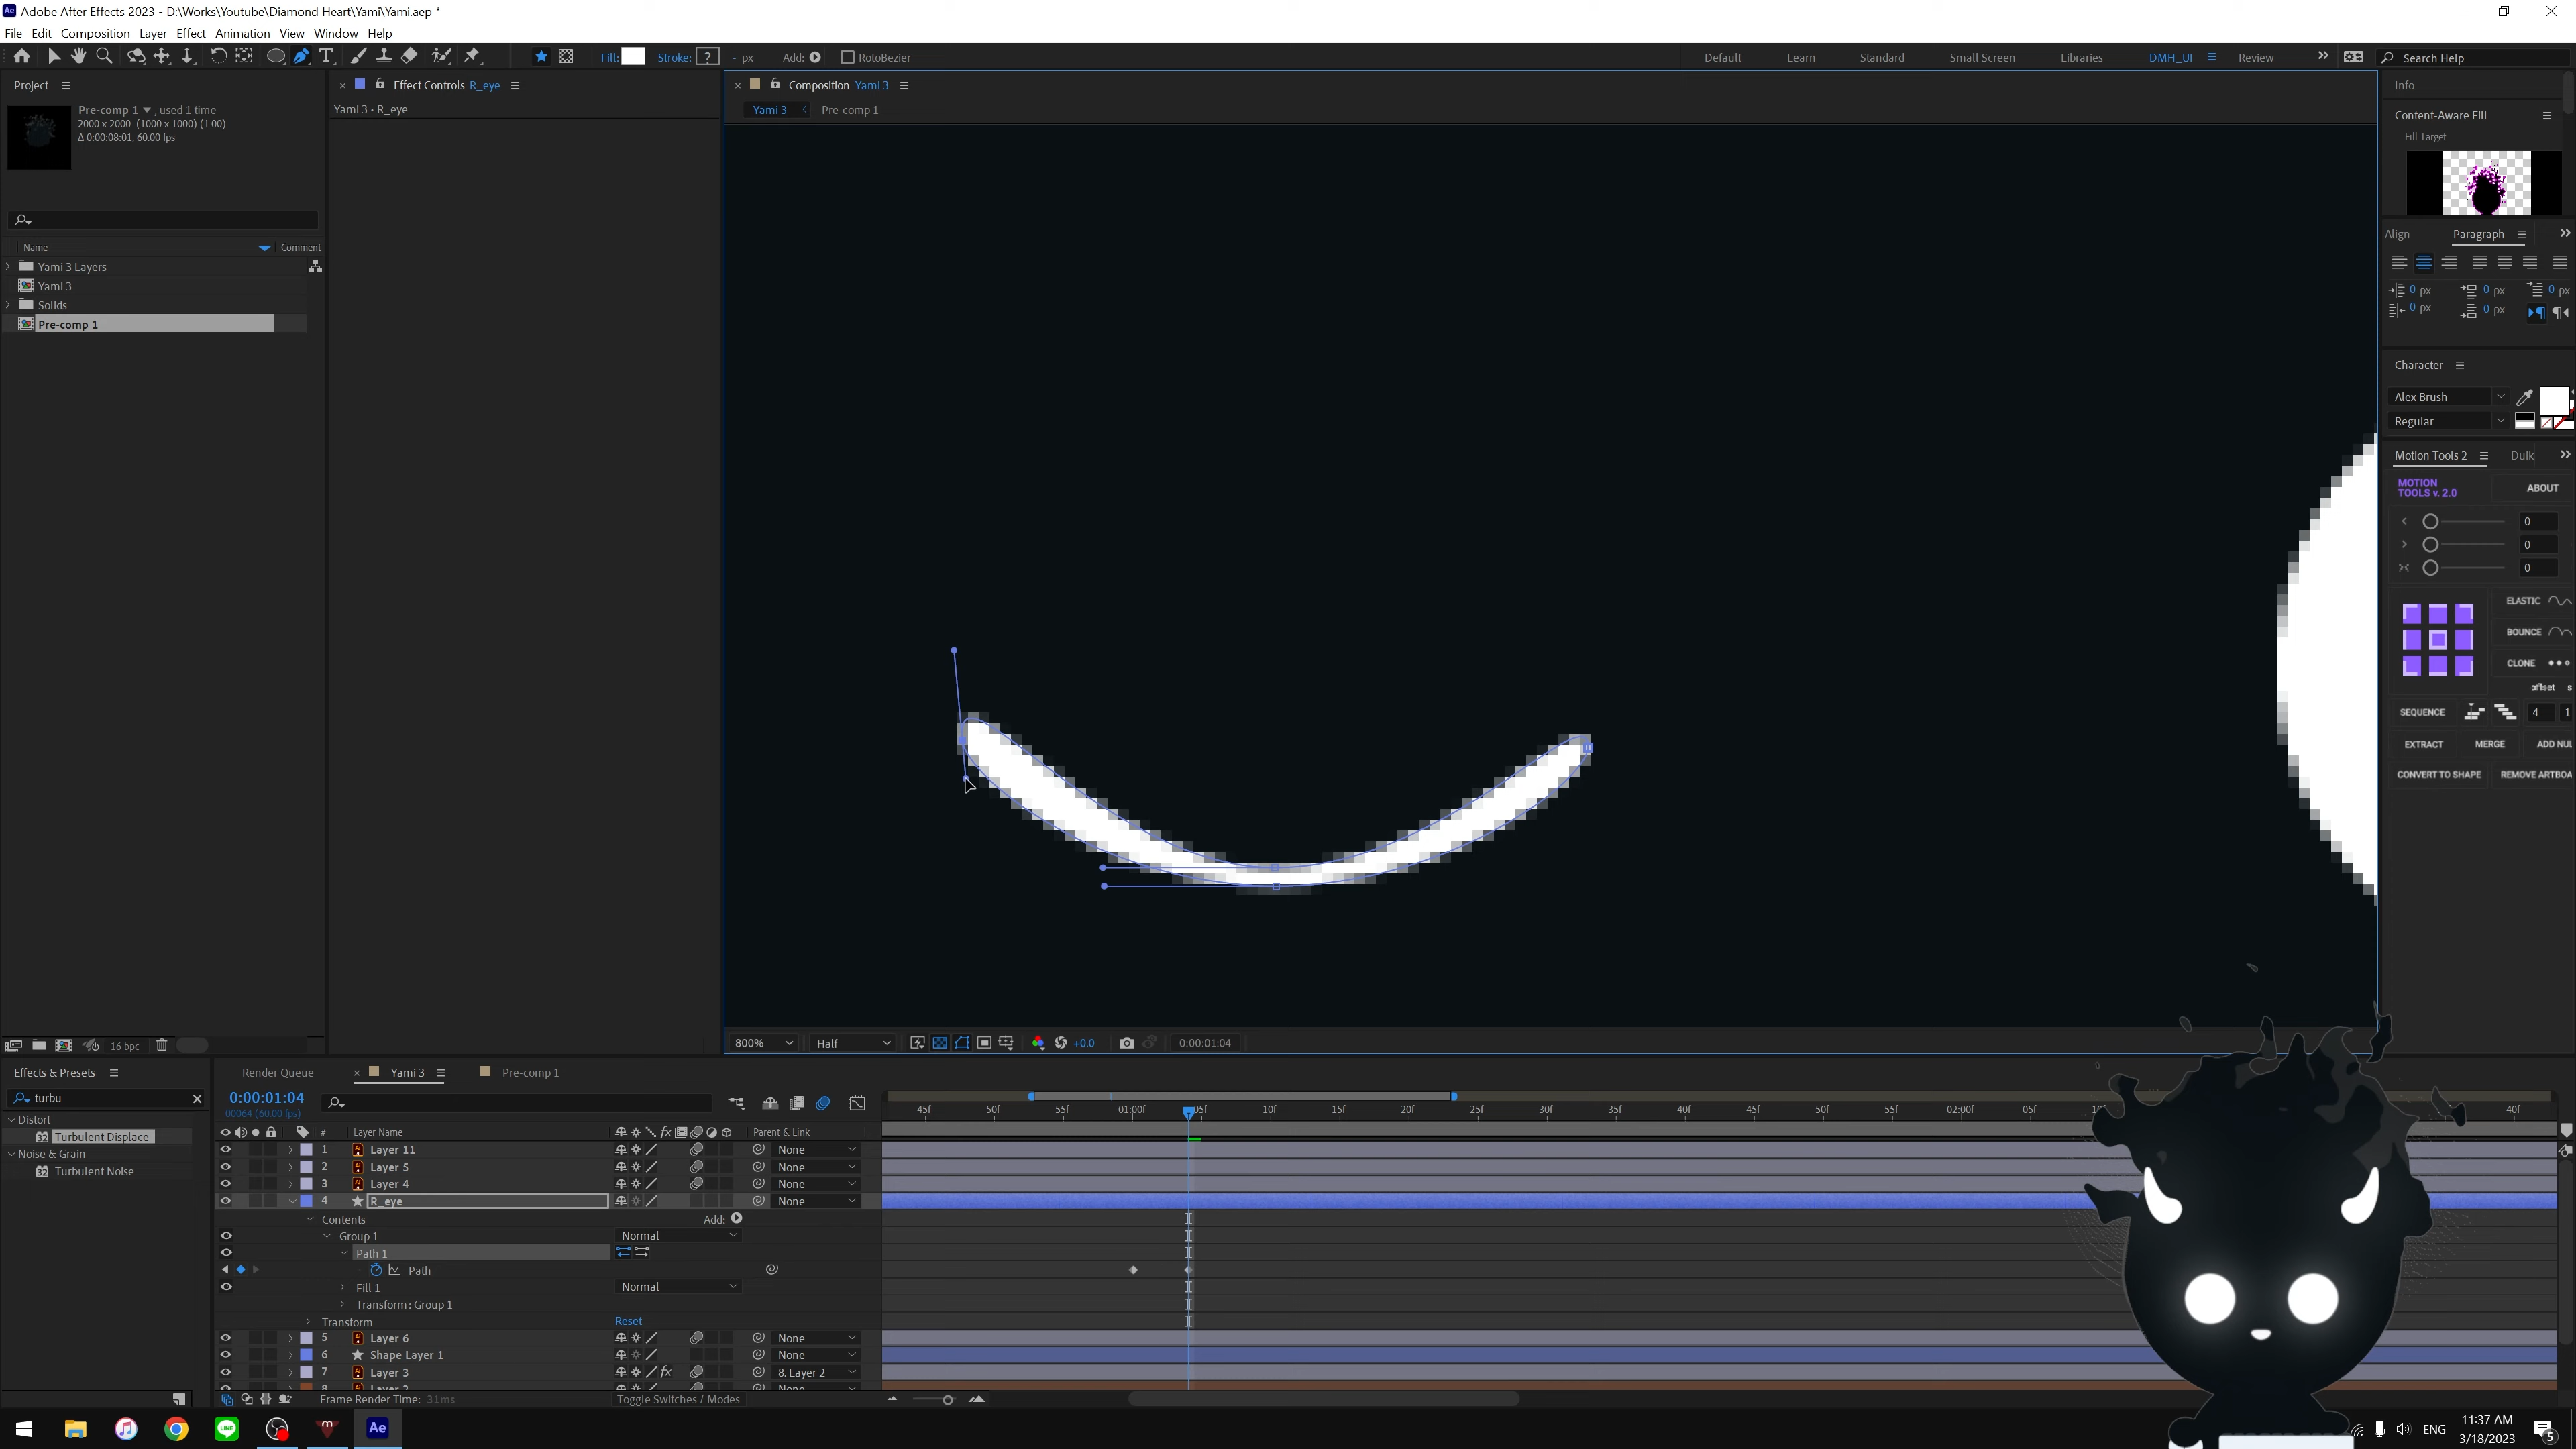 Adobe After Effects 2023 - D:\Works\Youtube\Diamond Heart\Yami\Yami.aep *
File Edit Composition Layer Effect Animation View Window Help
Fill: Stroke: ? - px Add: RotoBezier
Default Learn Standard Small Screen Libraries DMH_UI Review Search Help
Project
Effect Controls R_eye
Composition Yami 3
Info
Yami 3 • R_eye
Yami 3 Pre-comp 1
Pre-comp 1 , used 1 time
2000 x 2000 (1000 x 1000) (1.00)
Δ 0:00:08:01, 60.00 fps
Content-Aware Fill
Fill Target
Name Comment
Yami 3 Layers
Yami 3
Solids
Pre-comp 1
Align Paragraph
0 px 0 px 0 px
0 px 0 px
Character
Alex Brush
Regular
Motion Tools 2 Duik
MOTION
TOOLS v. 2.0
ABOUT
0
0
0
ELASTIC
BOUNCE
CLONE
offset
SEQUENCE 4 1
EXTRACT MERGE ADD NUL
CONVERT TO SHAPE REMOVE ARTBOA
16 bpc
800% Half +0.0 0:00:01:04
Effects & Presets
Render Queue Yami 3 Pre-comp 1
turbu
0:00:01:04
00064 (60.00 fps)
45f 50f 55f 01:00f 05f 10f 15f 20f 25f 30f 35f 40f 45f 50f 55f 02:00f 05f 40f
Distort
Turbulent Displace
Noise & Grain
Turbulent Noise
# Layer Name Parent & Link
1 Layer 11 None
2 Layer 5 None
3 Layer 4 None
4 R_eye None
Contents Add:
Group 1 Normal
Path 1
Path
Fill 1 Normal
Transform: Group 1
Transform Reset
5 Layer 6 None
6 Shape Layer 1 None
7 Layer 3 fx 8. Layer 2
8 Layer 2 None
Frame Render Time: 31ms Toggle Switches / Modes
ENG
11:37 AM
3/18/2023
5